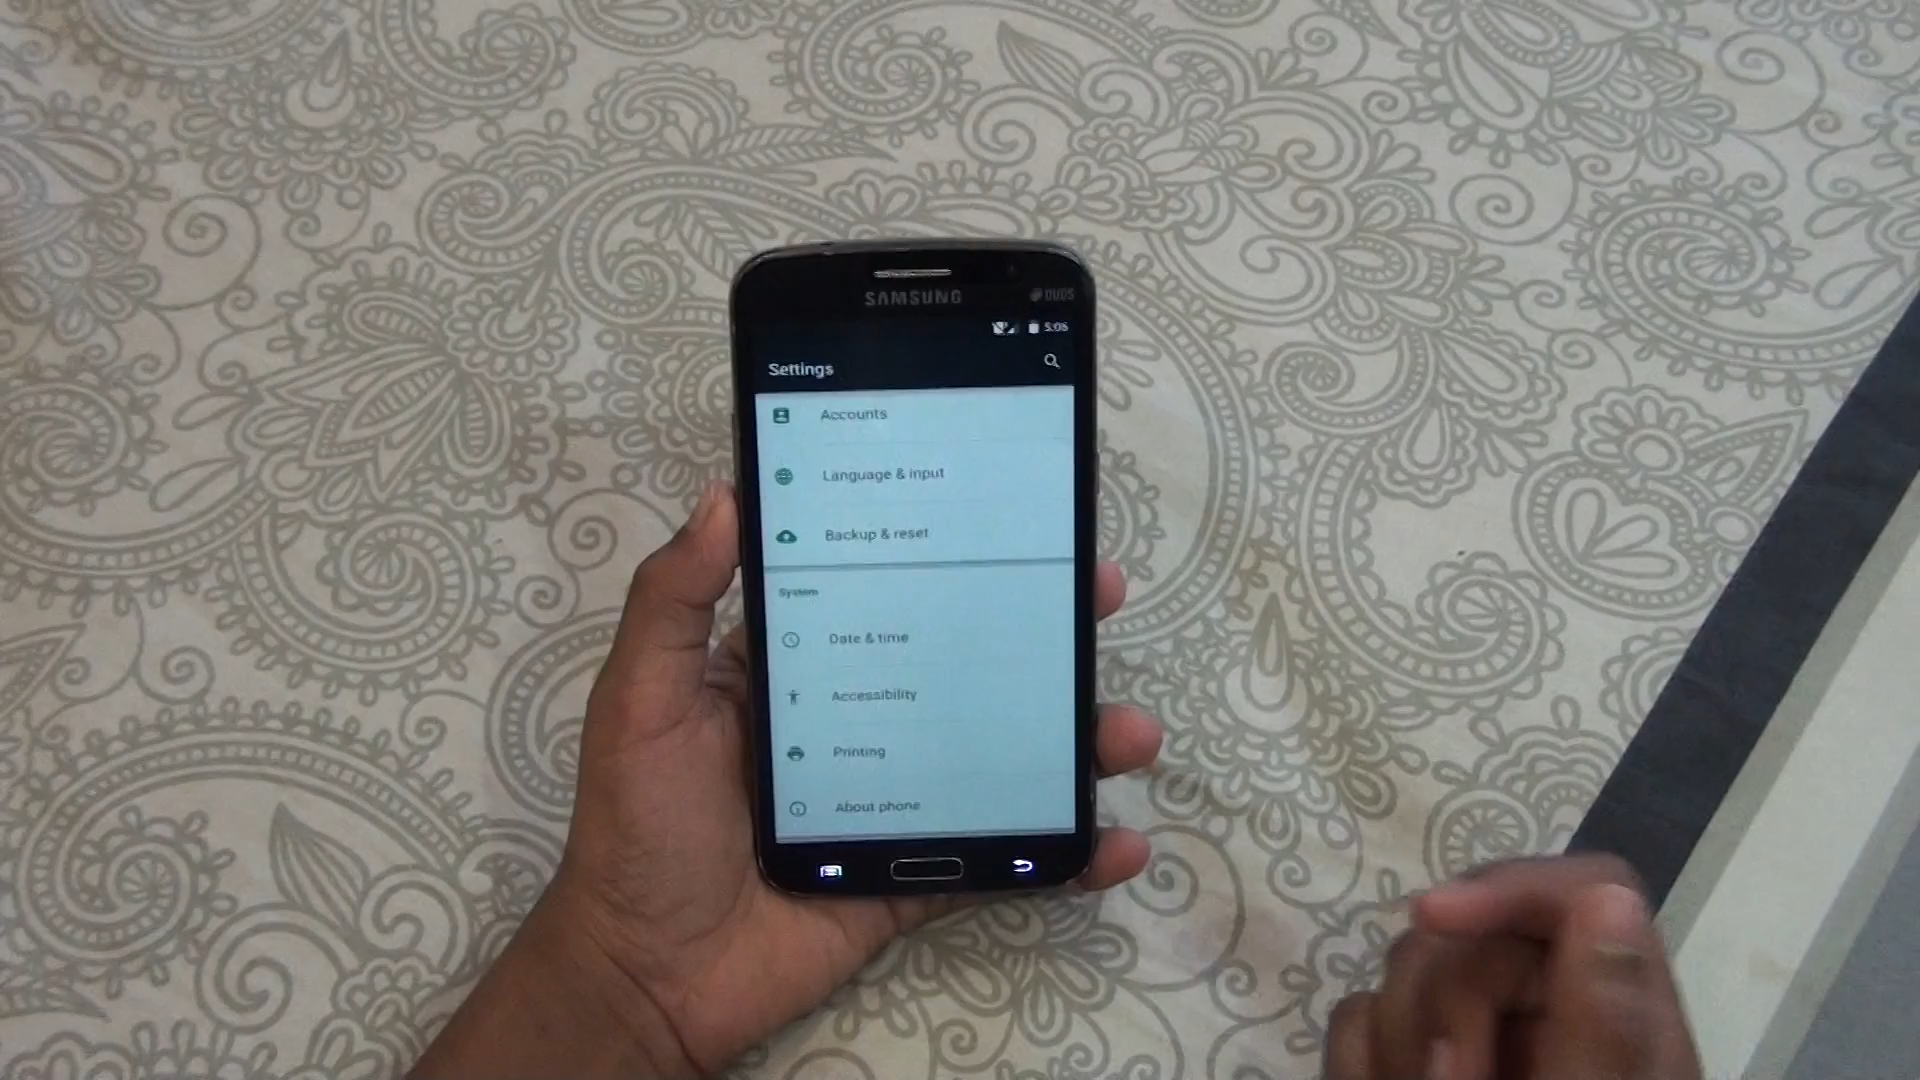 SAMSUNG
DUOS
5:06
Settings
Accounts
Language & input
Backup & reset
System
Date & time
Accessibility
Printing
About phone